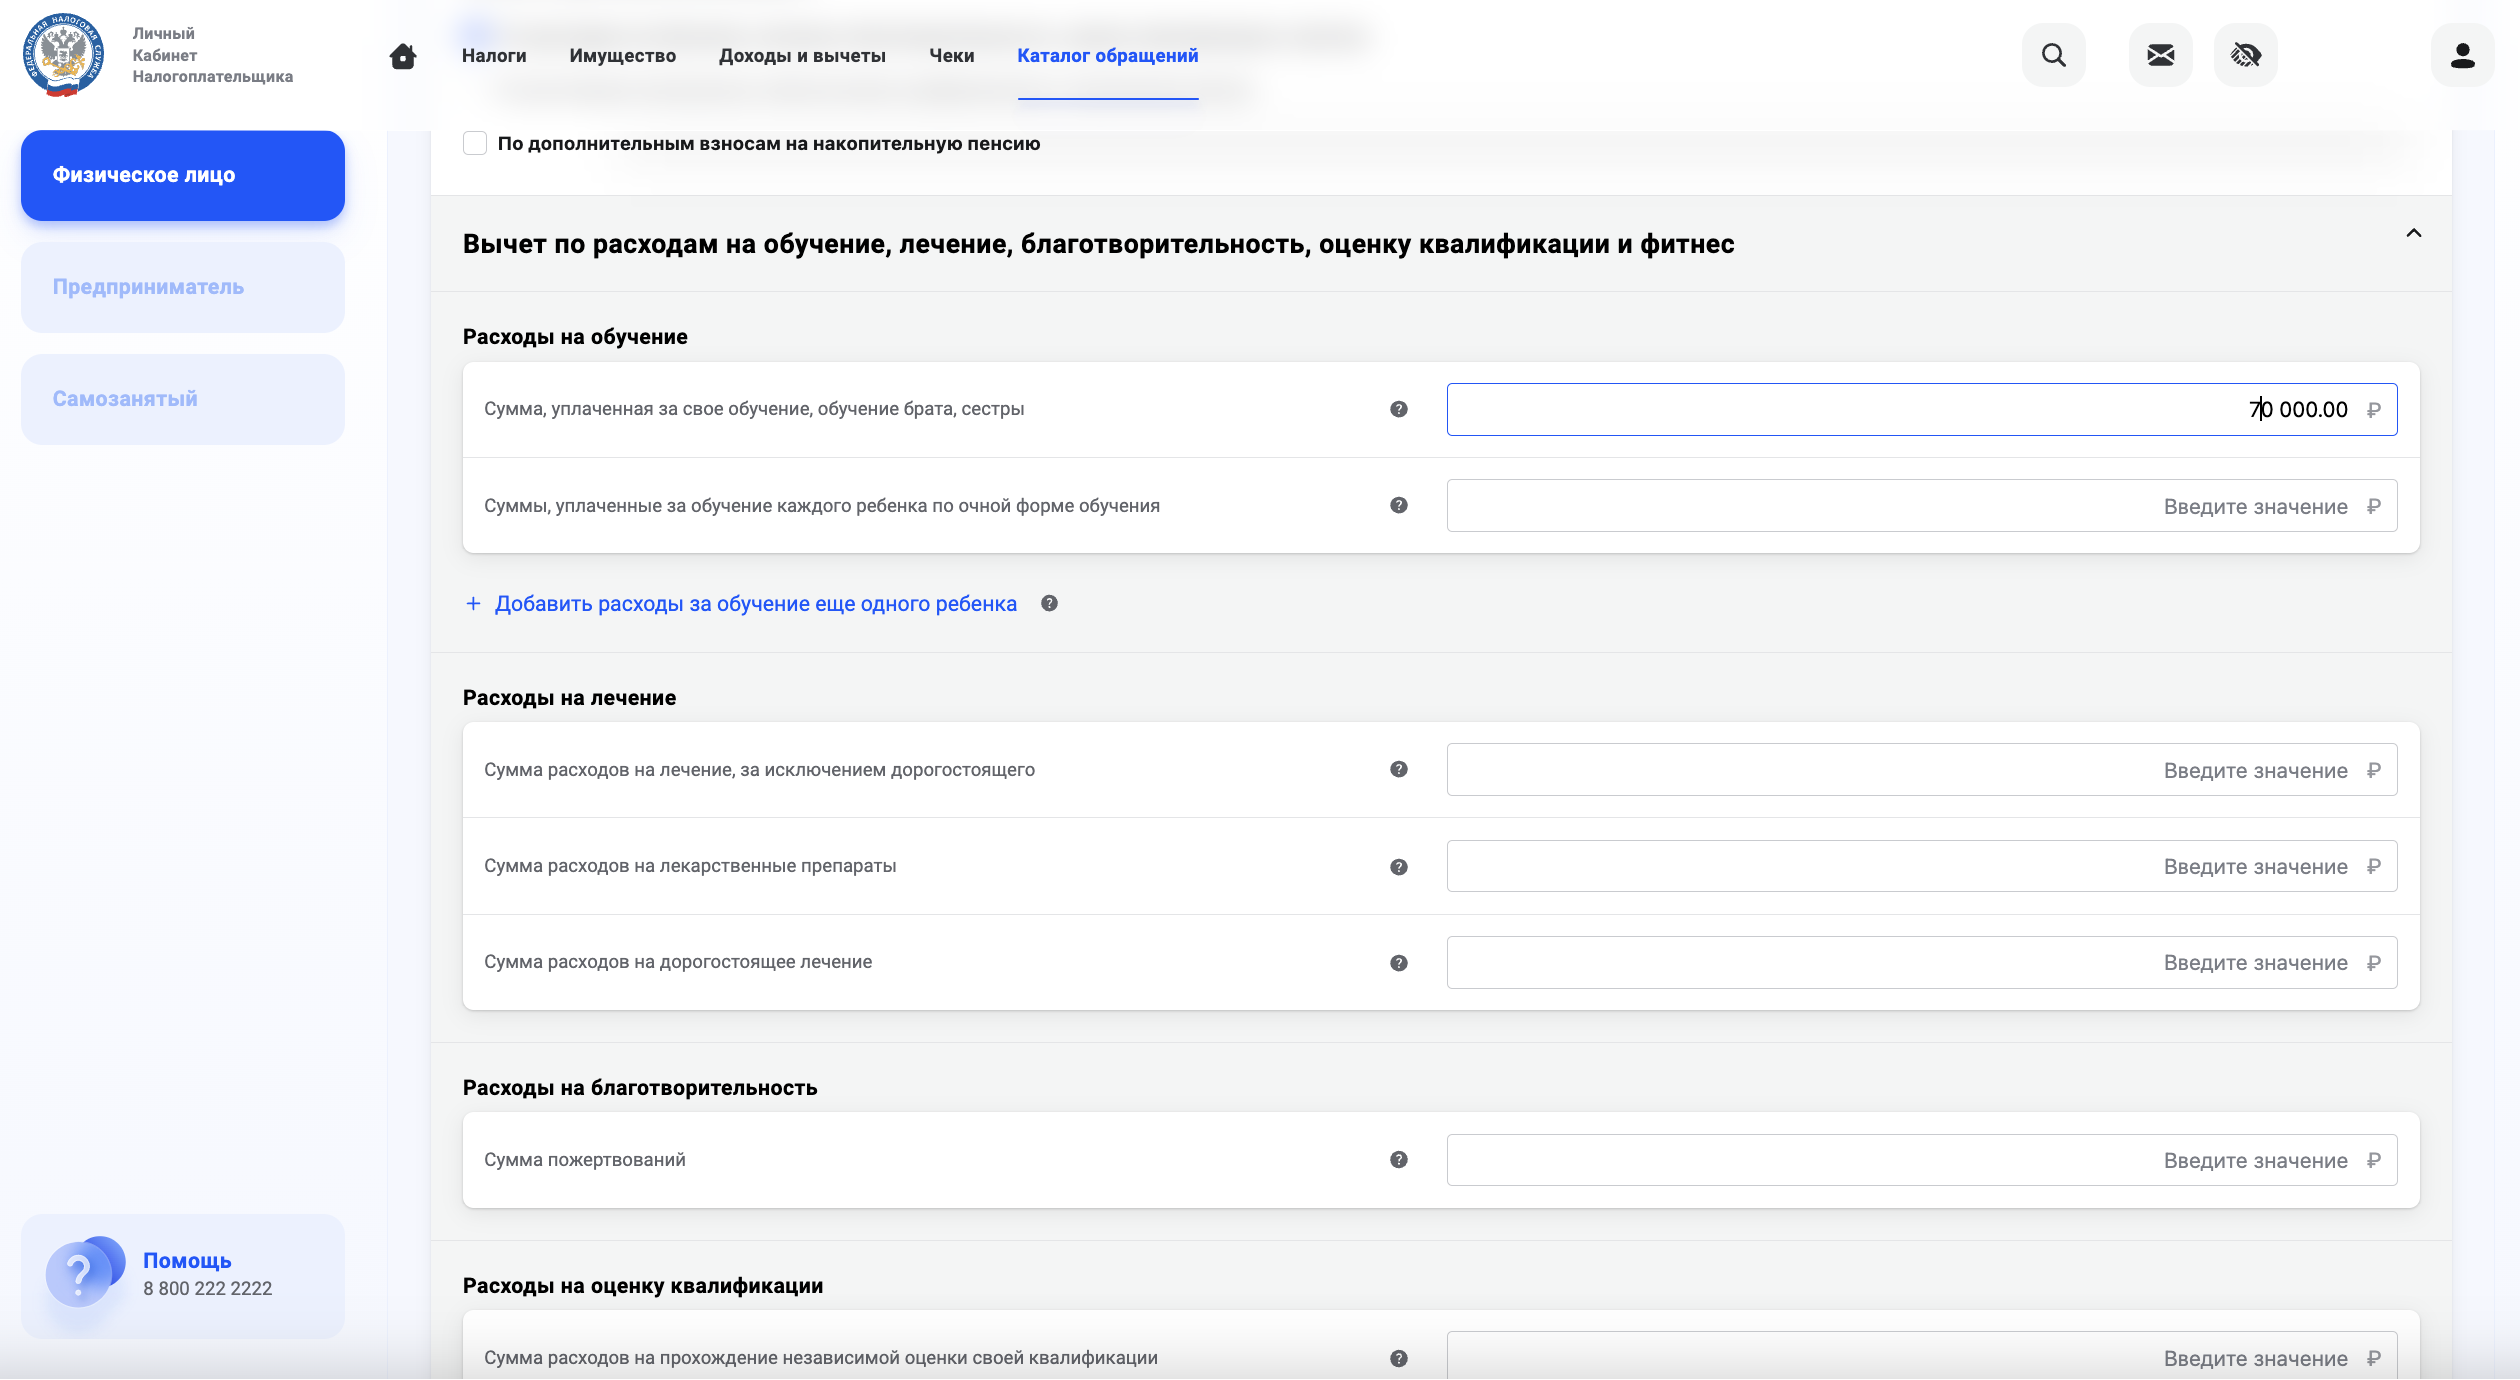 ФЕДЕРАЛЬНАЯ НАЛОГОВАЯ СЛУЖБА
Личный
Кабинет
Налогоплательщика
Налоги
Имущество
Доходы и вычеты
Чеки
Каталог обращений
Физическое лицо
Предприниматель
Самозанятый
По дополнительным взносам на накопительную пенсию
Вычет по расходам на обучение, лечение, благотворительность, оценку квалификации и фитнес
Расходы на обучение
Сумма, уплаченная за свое обучение, обучение брата, сестры
?
70 000.00 ₽
Суммы, уплаченные за обучение каждого ребенка по очной форме обучения
?
Введите значение ₽
+ Добавить расходы за обучение еще одного ребенка ?
Расходы на лечение
Сумма расходов на лечение, за исключением дорогостоящего
?
Введите значение ₽
Сумма расходов на лекарственные препараты
?
Введите значение ₽
Сумма расходов на дорогостоящее лечение
?
Введите значение ₽
Расходы на благотворительность
Сумма пожертвований
?
Введите значение ₽
Расходы на оценку квалификации
Сумма расходов на прохождение независимой оценки своей квалификации
?
Введите значение ₽
?
Помощь
8 800 222 2222